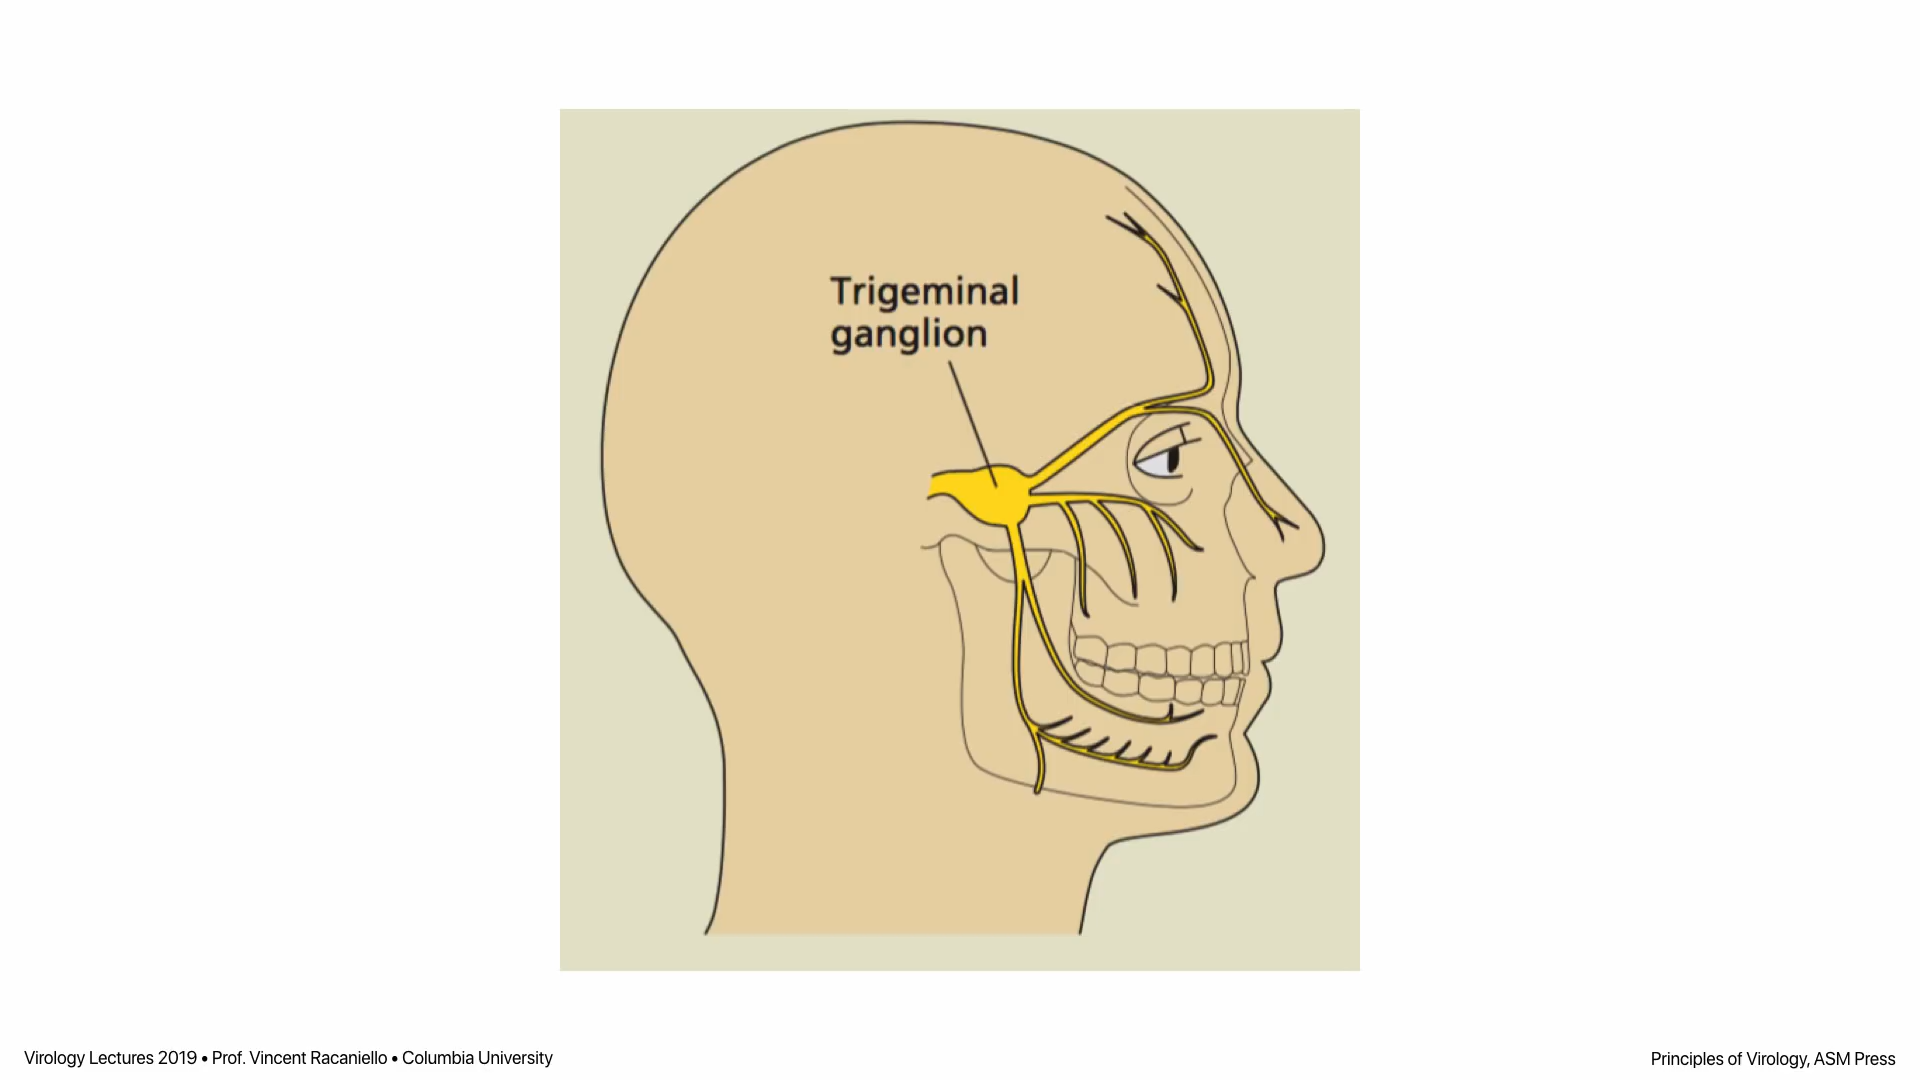 Trigeminal
ganglion
Virology Lectures 2019 • Prof. Vincent Racaniello • Columbia University
Principles of Virology, ASM Press